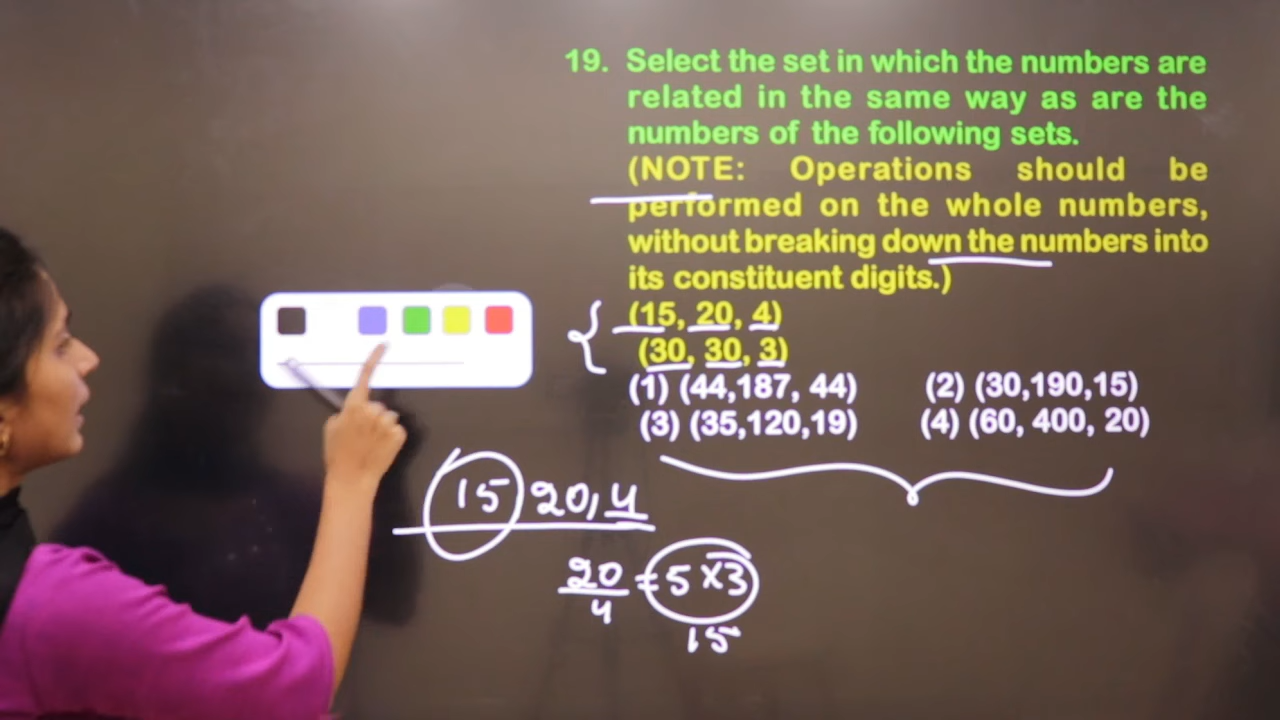 19. Select the set in which the numbers are
related in the same way as are the
numbers of the following sets.
(NOTE: Operations should be
performed on the whole numbers,
without breaking down the numbers into
its constituent digits.)
(15, 20, 4)
(30, 30, 3)
(1) (44,187, 44) (2) (30,190,15)
(3) (35,120,19) (4) (60, 400, 20)
15 20, 4
20/4 = 5 x 3
15